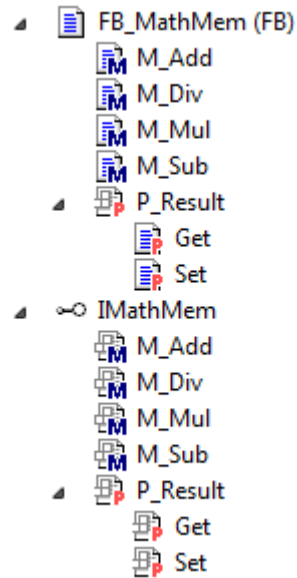 FB_MathMem (FB)
M_Add
M_Div
M_Mul
M_Sub
P_Result
Get
Set
IMathMem
M_Add
M_Div
M_Mul
M_Sub
P_Result
Get
Set